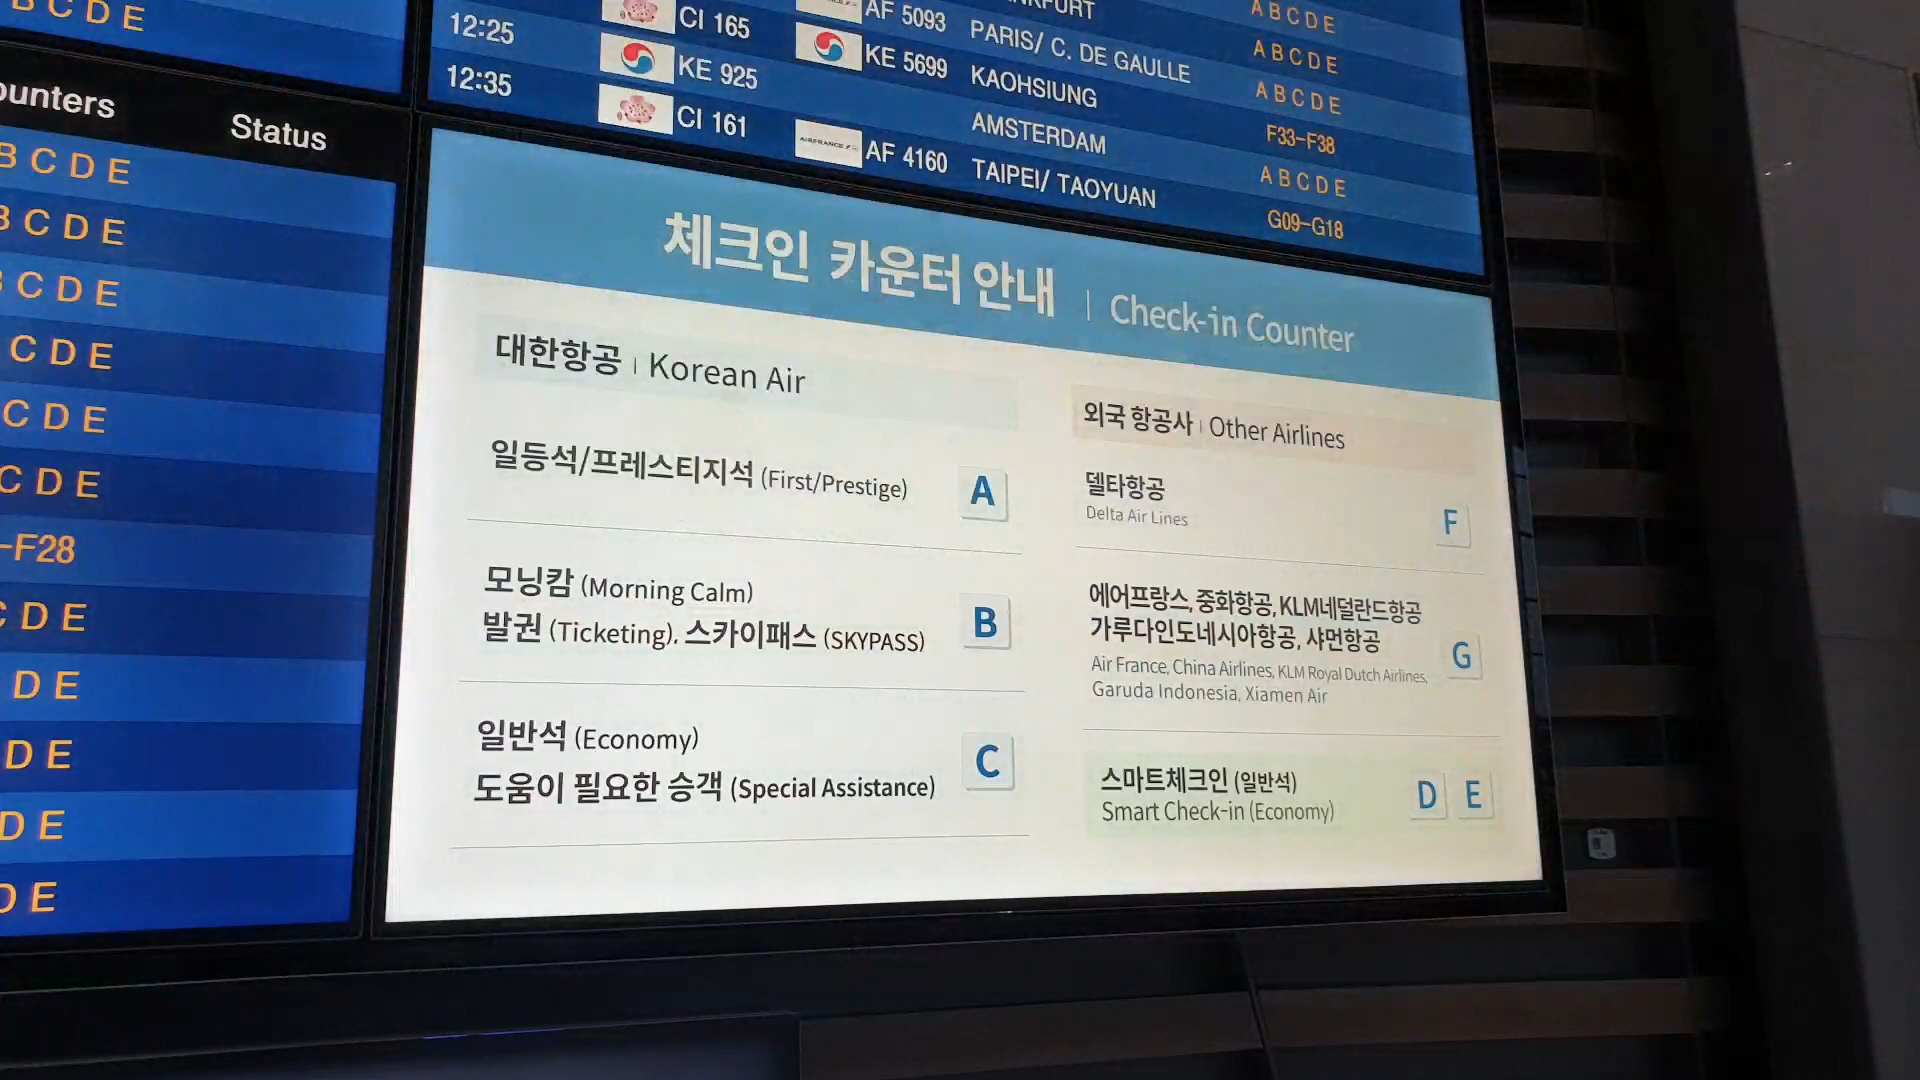 B C D E
ounters Status
B C D E
B C D E
C D E
C D E
C D E
C D E
-F28
C D E
D E
D E
D E
D E
CI 165 AF 5093 PARIS/ C. DE GAULLE A B C D E
12:25 KE 925 KE 5699 KAOHSIUNG A B C D E
12:35 CI 161 AMSTERDAM A B C D E
AIRFRANCE AF 4160 TAIPEI/ TAOYUAN F33-F38
A B C D E
G09-G18
체크인 카운터 안내 | Check-in Counter
대한항공 | Korean Air
일등석/프레스티지석 (First/Prestige) A
모닝캄 (Morning Calm)
발권 (Ticketing), 스카이패스 (SKYPASS) B
일반석 (Economy)
도움이 필요한 승객 (Special Assistance) C
외국 항공사 | Other Airlines
델타항공
Delta Air Lines F
에어프랑스, 중화항공, KLM네덜란드항공
가루다인도네시아항공, 샤먼항공
Air France, China Airlines, KLM Royal Dutch Airlines,
Garuda Indonesia, Xiamen Air G
스마트체크인 (일반석)
Smart Check-in (Economy) D E